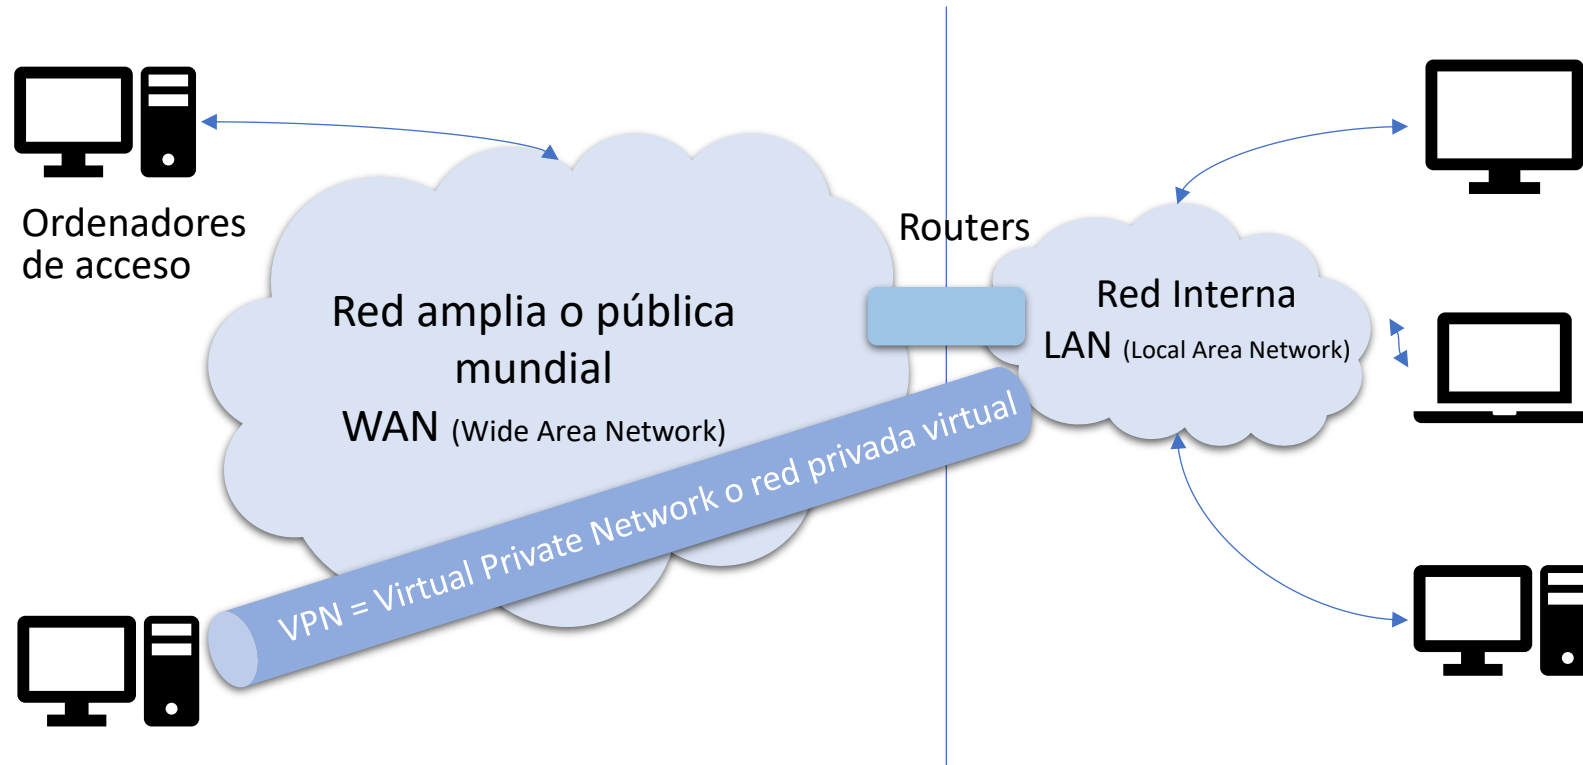 Ordenadores
de acceso
Red amplia o pública
mundial
WAN (Wide Area Network)
Routers
Red Interna
LAN (Local Area Network)
VPN = Virtual Private Network o red privada virtual